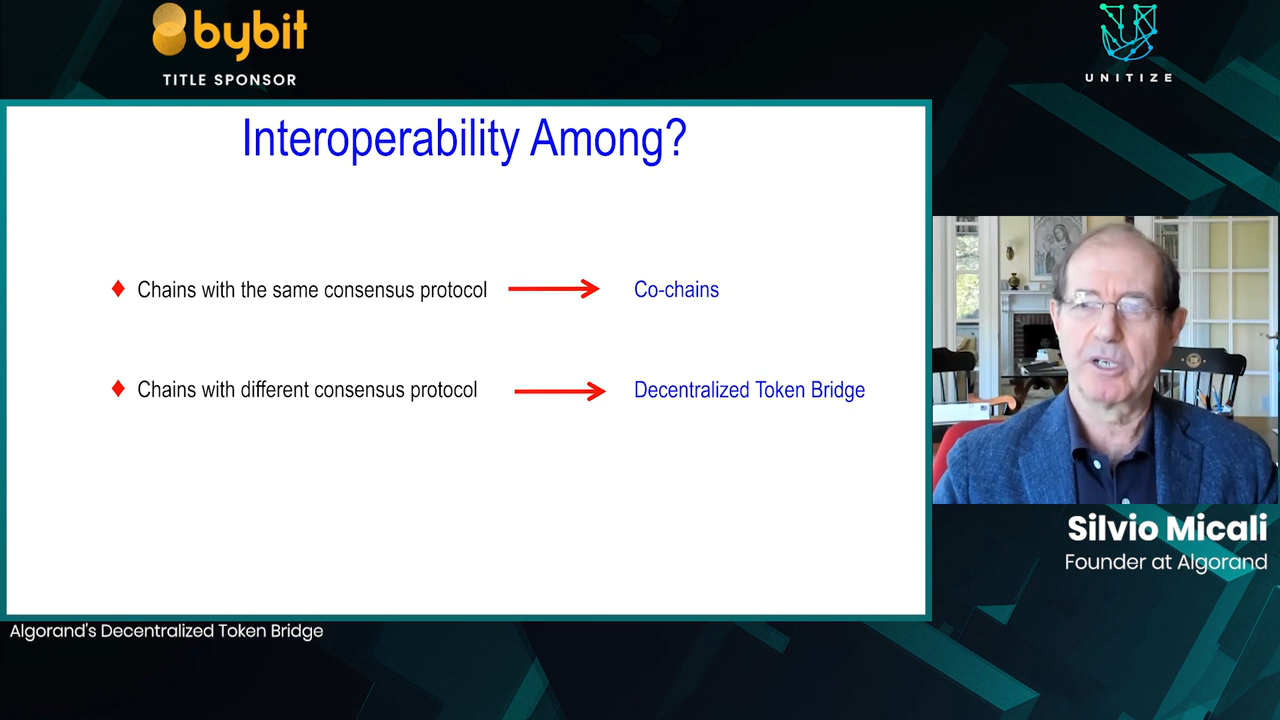 bybit
TITLE SPONSOR
UNITIZE
Interoperability Among?
Chains with the same consensus protocol
Co-chains
Chains with different consensus protocol
Decentralized Token Bridge
Silvio Micali
Founder at Algorand
Algorand's Decentralized Token Bridge